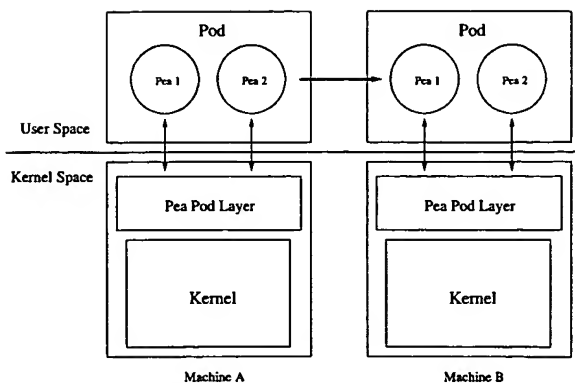 Pod
Pod
Pea 1
Pea 2
Pea 1
Pea 2
User Space
Kernel Space
Pea Pod Layer
Pea Pod Layer
Kernel
Kernel
Machine A
Machine B